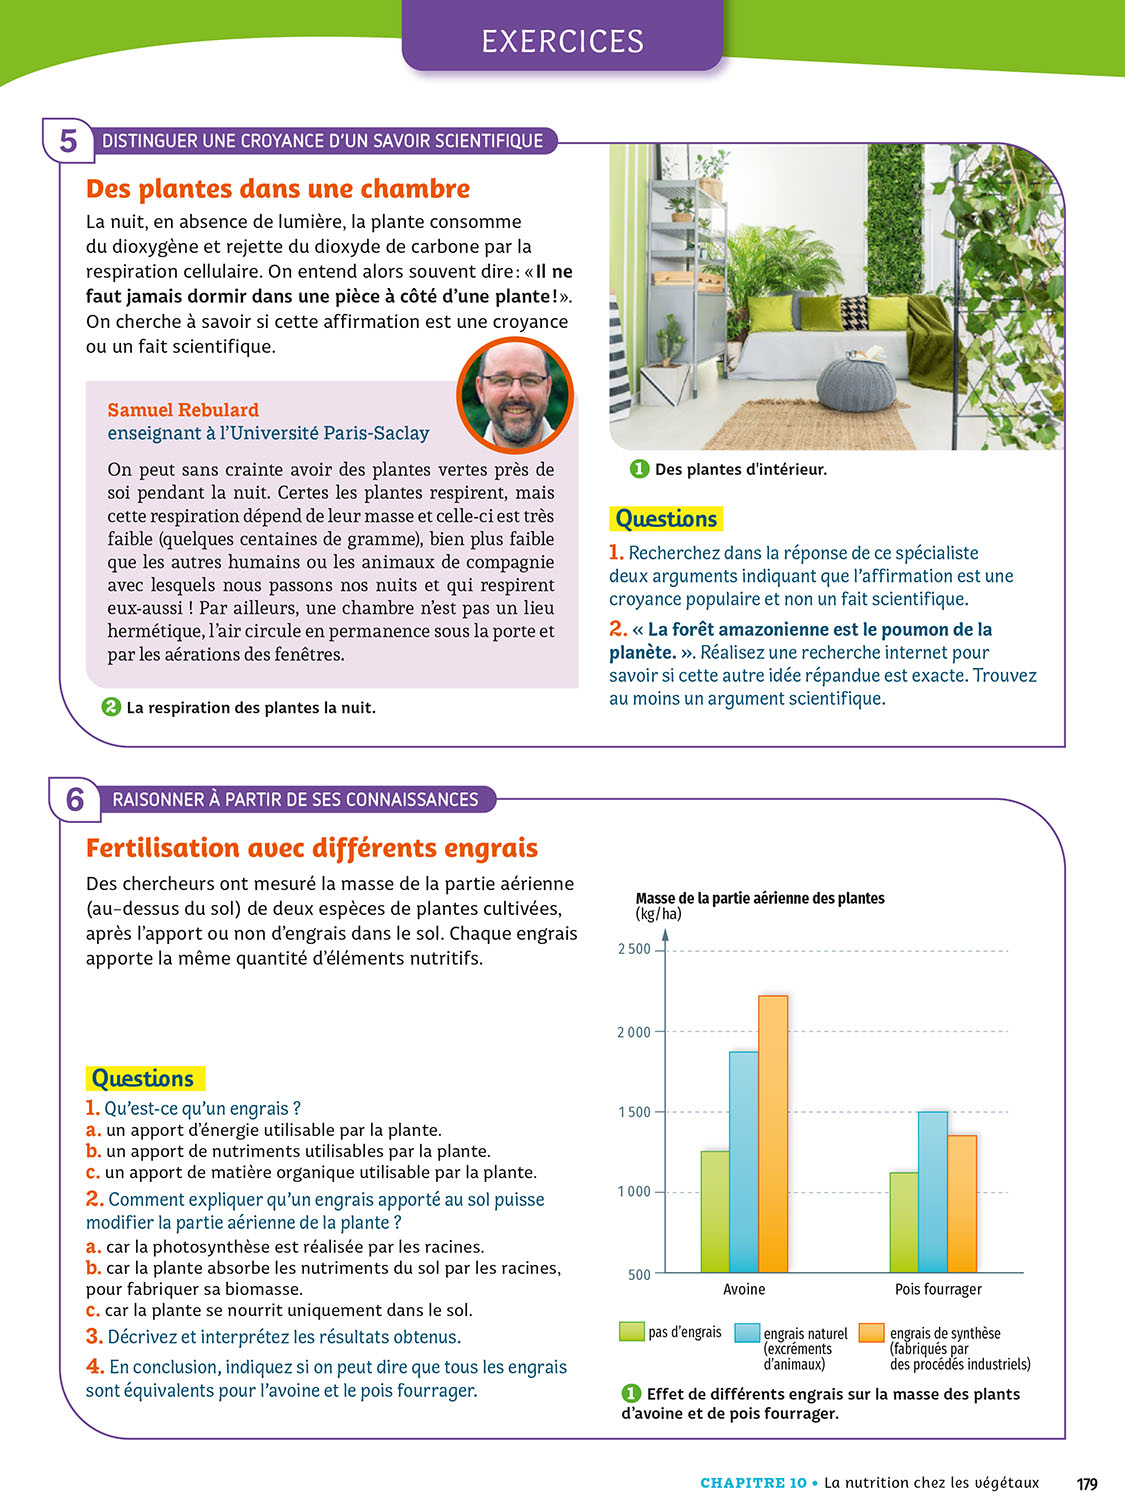 EXERCICES
5 DISTINGUER UNE CROYANCE D'UN SAVOIR SCIENTIFIQUE
Des plantes dans une chambre
La nuit, en absence de lumière, la plante consomme
du dioxygène et rejette du dioxyde de carbone par la
respiration cellulaire. On entend alors souvent dire : « Il ne
faut jamais dormir dans une pièce à côté d'une plante ! ».
On cherche à savoir si cette affirmation est une croyance
ou un fait scientifique.
Samuel Rebulard
enseignant à l'Université Paris-Saclay
On peut sans crainte avoir des plantes vertes près de
soi pendant la nuit. Certes les plantes respirent, mais
cette respiration dépend de leur masse et celle-ci est très
faible (quelques centaines de gramme), bien plus faible
que les autres humains ou les animaux de compagnie
avec lesquels nous passons nos nuits et qui respirent
eux-aussi ! Par ailleurs, une chambre n'est pas un lieu
hermétique, l'air circule en permanence sous la porte et
par les aérations des fenêtres.
2 La respiration des plantes la nuit.
1 Des plantes d'intérieur.
Questions
1. Recherchez dans la réponse de ce spécialiste
deux arguments indiquant que l'affirmation est une
croyance populaire et non un fait scientifique.
2. « La forêt amazonienne est le poumon de la
planète. ». Réalisez une recherche internet pour
savoir si cette autre idée répandue est exacte. Trouvez
au moins un argument scientifique.
6 RAISONNER À PARTIR DE SES CONNAISSANCES
Fertilisation avec différents engrais
Des chercheurs ont mesuré la masse de la partie aérienne
(au-dessus du sol) de deux espèces de plantes cultivées,
après l'apport ou non d'engrais dans le sol. Chaque engrais
apporte la même quantité d'éléments nutritifs.
Questions
1. Qu'est-ce qu'un engrais ?
a. un apport d'énergie utilisable par la plante.
b. un apport de nutriments utilisables par la plante.
c. un apport de matière organique utilisable par la plante.
2. Comment expliquer qu'un engrais apporté au sol puisse
modifier la partie aérienne de la plante ?
a. car la photosynthèse est réalisée par les racines.
b. car la plante absorbe les nutriments du sol par les racines,
pour fabriquer sa biomasse.
c. car la plante se nourrit uniquement dans le sol.
3. Décrivez et interprétez les résultats obtenus.
4. En conclusion, indiquez si on peut dire que tous les engrais
sont équivalents pour l'avoine et le pois fourrager.
Masse de la partie aérienne des plantes
(kg/ha)
2 500
2 000
1 500
1 000
500
Avoine Pois fourrager
pas d'engrais
engrais naturel
(excréments
d'animaux)
engrais de synthèse
(fabriqués par
des procédés industriels)
1 Effet de différents engrais sur la masse des plants
d'avoine et de pois fourrager.
CHAPITRE 10 • La nutrition chez les végétaux 179